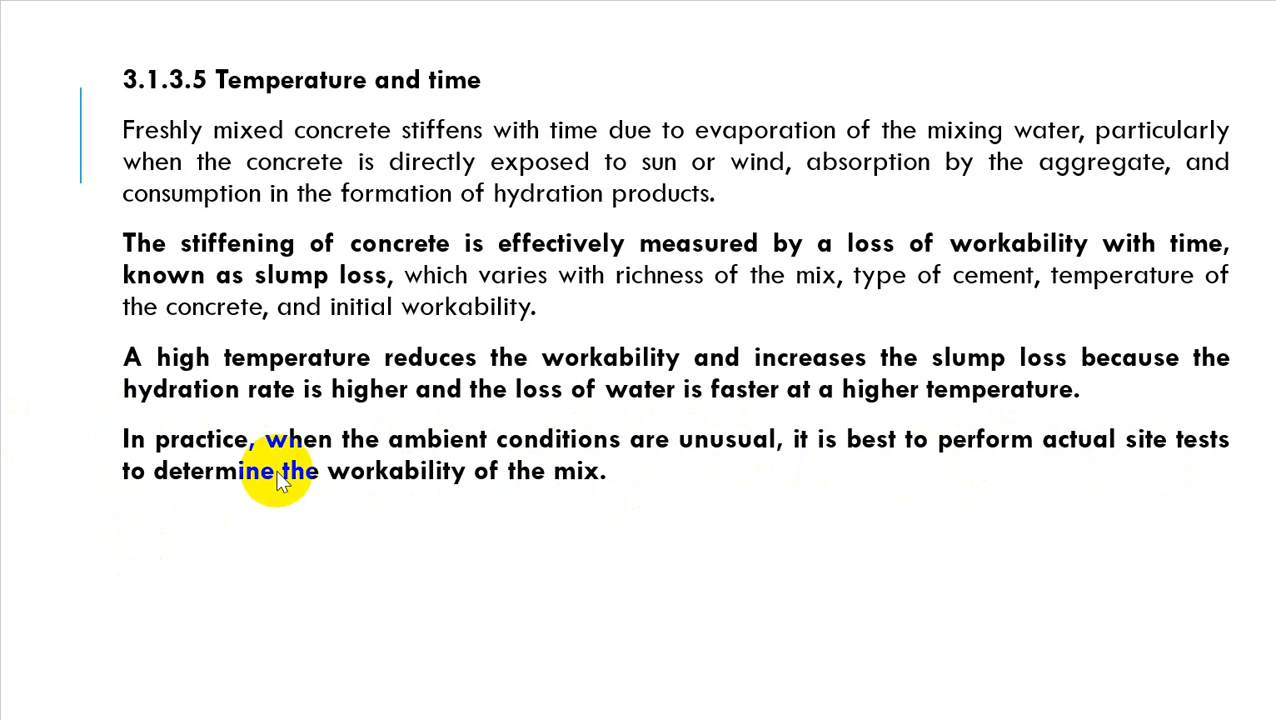 3.1.3.5 Temperature and time
Freshly mixed concrete stiffens with time due to evaporation of the mixing water, particularly
when the concrete is directly exposed to sun or wind, absorption by the aggregate, and
consumption in the formation of hydration products.
The stiffening of concrete is effectively measured by a loss of workability with time,
known as slump loss, which varies with richness of the mix, type of cement, temperature of
the concrete, and initial workability.
A high temperature reduces the workability and increases the slump loss because the
hydration rate is higher and the loss of water is faster at a higher temperature.
In practice, when the ambient conditions are unusual, it is best to perform actual site tests
to determine the workability of the mix.